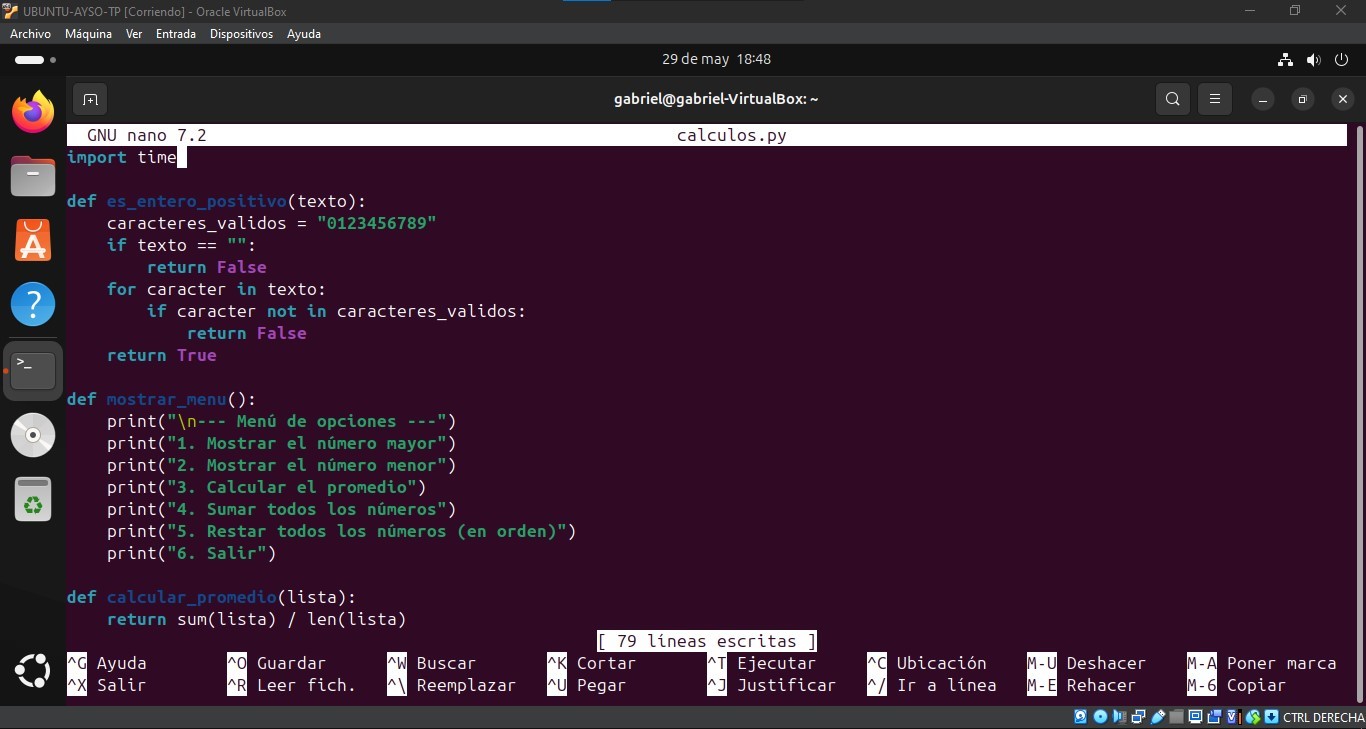 UBUNTU-AYSO-TP [Corriendo] - Oracle VirtualBox
Archivo Máquina Ver Entrada Dispositivos Ayuda
29 de may 18:48
gabriel@gabriel-VirtualBox: ~
GNU nano 7.2 calculos.py
import time

def es_entero_positivo(texto):
    caracteres_validos = "0123456789"
    if texto == "":
        return False
    for caracter in texto:
        if caracter not in caracteres_validos:
            return False
    return True

def mostrar_menu():
    print("\n--- Menú de opciones ---")
    print("1. Mostrar el número mayor")
    print("2. Mostrar el número menor")
    print("3. Calcular el promedio")
    print("4. Sumar todos los números")
    print("5. Restar todos los números (en orden)")
    print("6. Salir")

def calcular_promedio(lista):
    return sum(lista) / len(lista)
[ 79 líneas escritas ]
^G Ayuda ^O Guardar ^W Buscar ^K Cortar ^T Ejecutar ^C Ubicación M-U Deshacer M-A Poner marca
^X Salir ^R Leer fich. ^\ Reemplazar ^U Pegar ^J Justificar ^/ Ir a línea M-E Rehacer M-6 Copiar
CTRL DERECHA